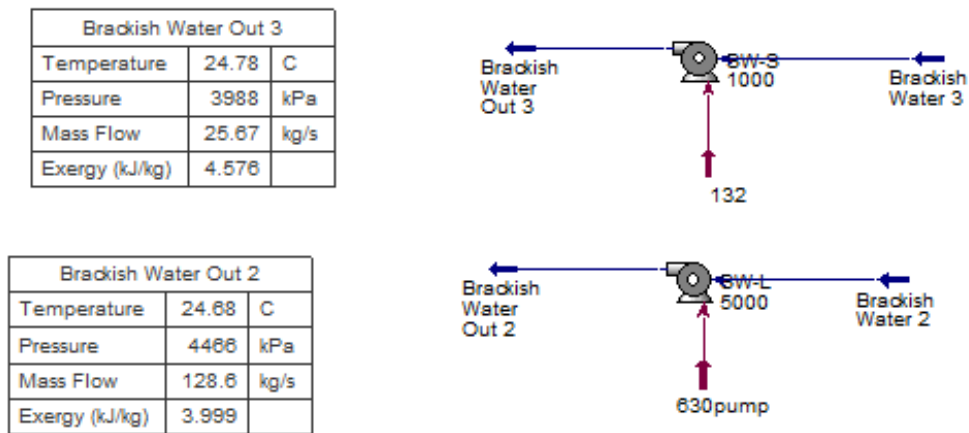 Brackish Water Out 3
Temperature 24.78 C
Pressure 3988 kPa
Mass Flow 25.67 kg/s
Exergy (kJ/kg) 4.576
Brackish
Water
Out 3
BW-S
1000
Brackish
Water 3
132
Brackish Water Out 2
Temperature 24.68 C
Pressure 4466 kPa
Mass Flow 128.6 kg/s
Exergy (kJ/kg) 3.999
Brackish
Water
Out 2
BW-L
5000
Brackish
Water 2
630pump